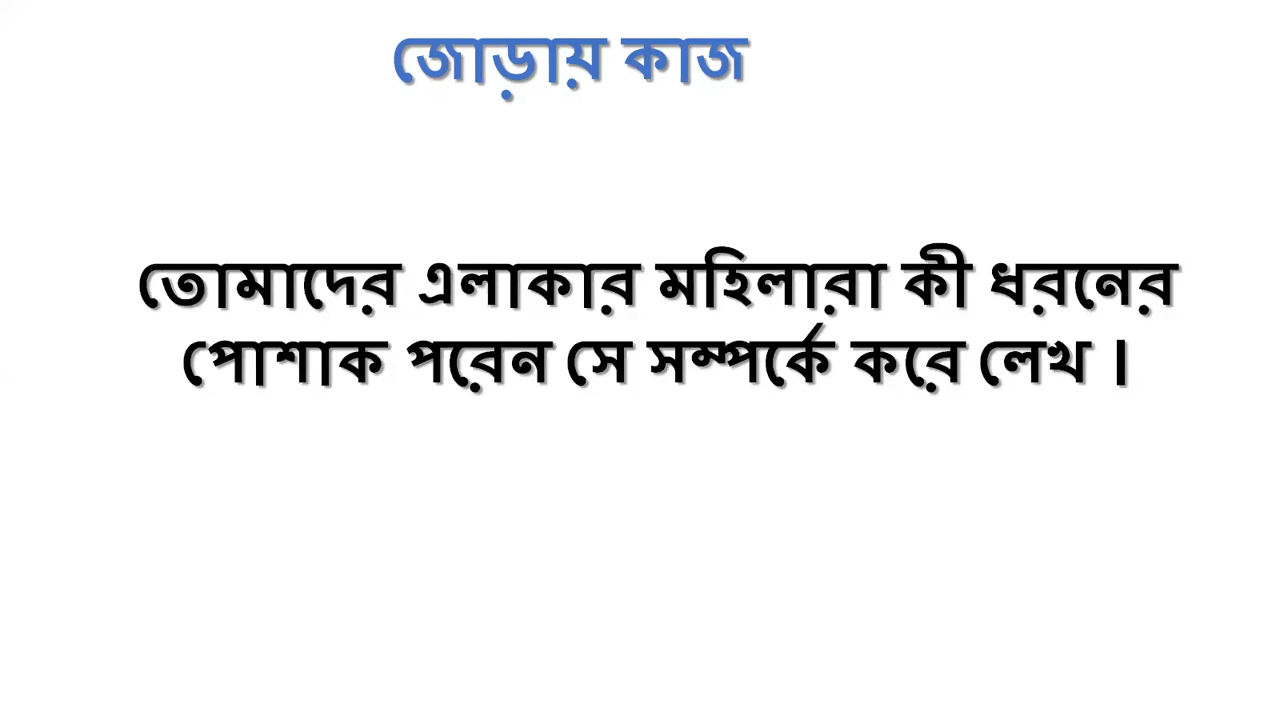 জোড়ায় কাজ
তোমাদের এলাকার মহিলারা কী ধরনের
পোশাক পরেন সে সম্পর্কে করে লেখ ।